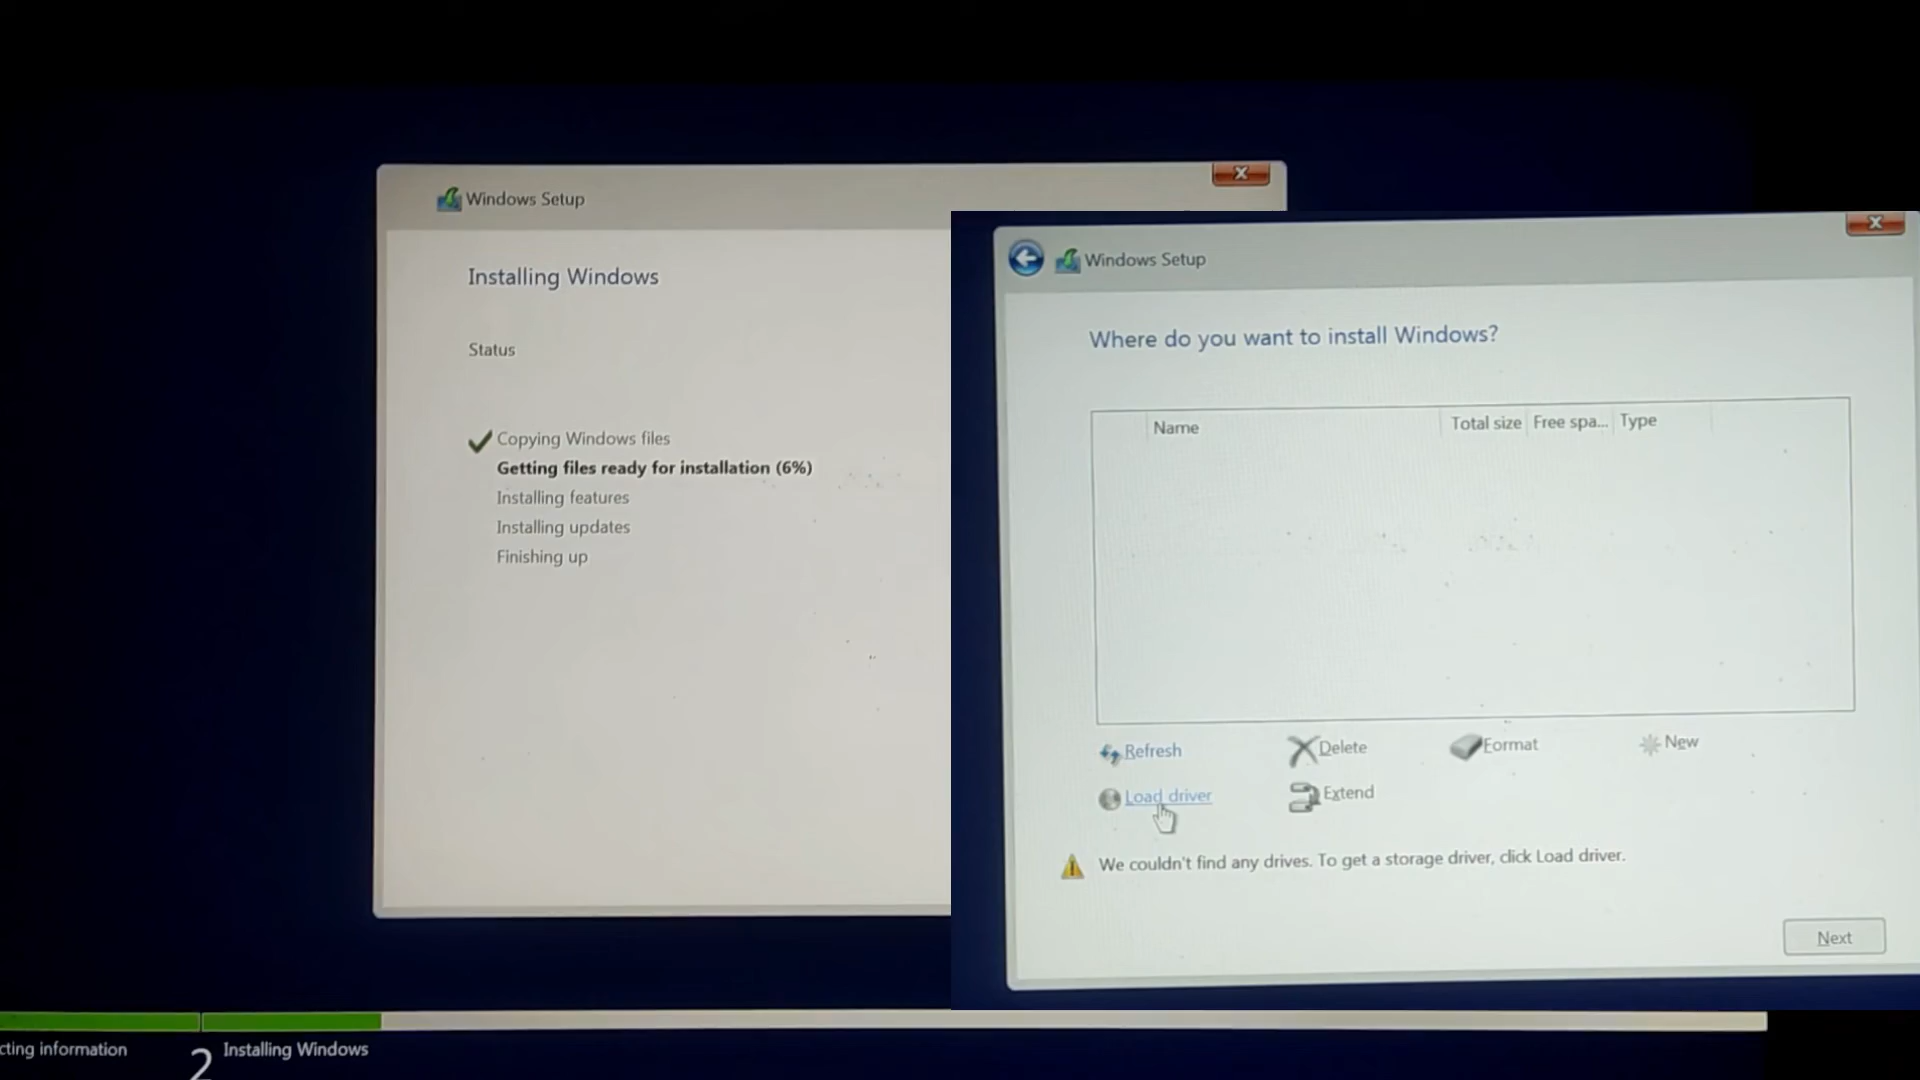 Windows Setup
Installing Windows
Status
Copying Windows files
Getting files ready for installation (6%)
Installing features
Installing updates
Finishing up
Windows Setup
Where do you want to install Windows?
Name Total size Free spa... Type
Refresh Delete Format New
Load driver Extend
We couldn't find any drives. To get a storage driver, click Load driver.
Next
cting information 2 Installing Windows